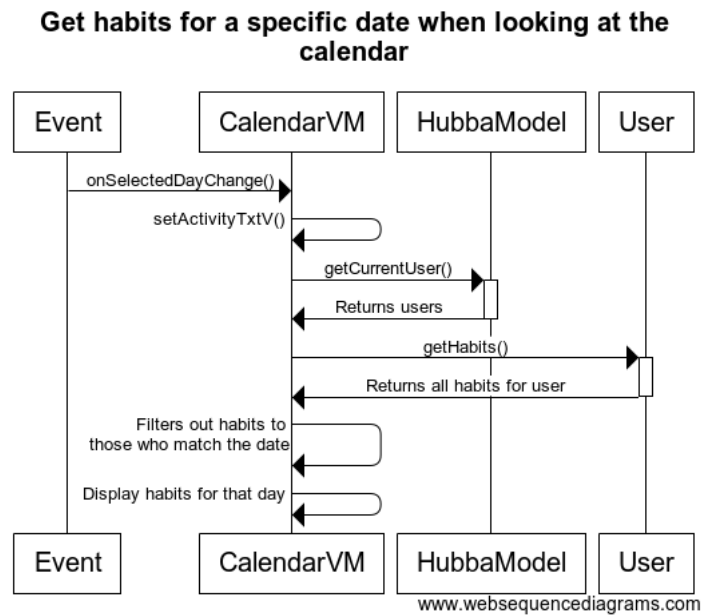 Get habits for a specific date when looking at the
calendar
Event
CalendarVM
HubbaModel
User
onSelectedDayChange()
setActivityTxtV()
getCurrentUser()
Returns users
getHabits()
Returns all habits for user
Filters out habits to
those who match the date
Display habits for that day
Event
CalendarVM
HubbaModel
User
www.websequencediagrams.com